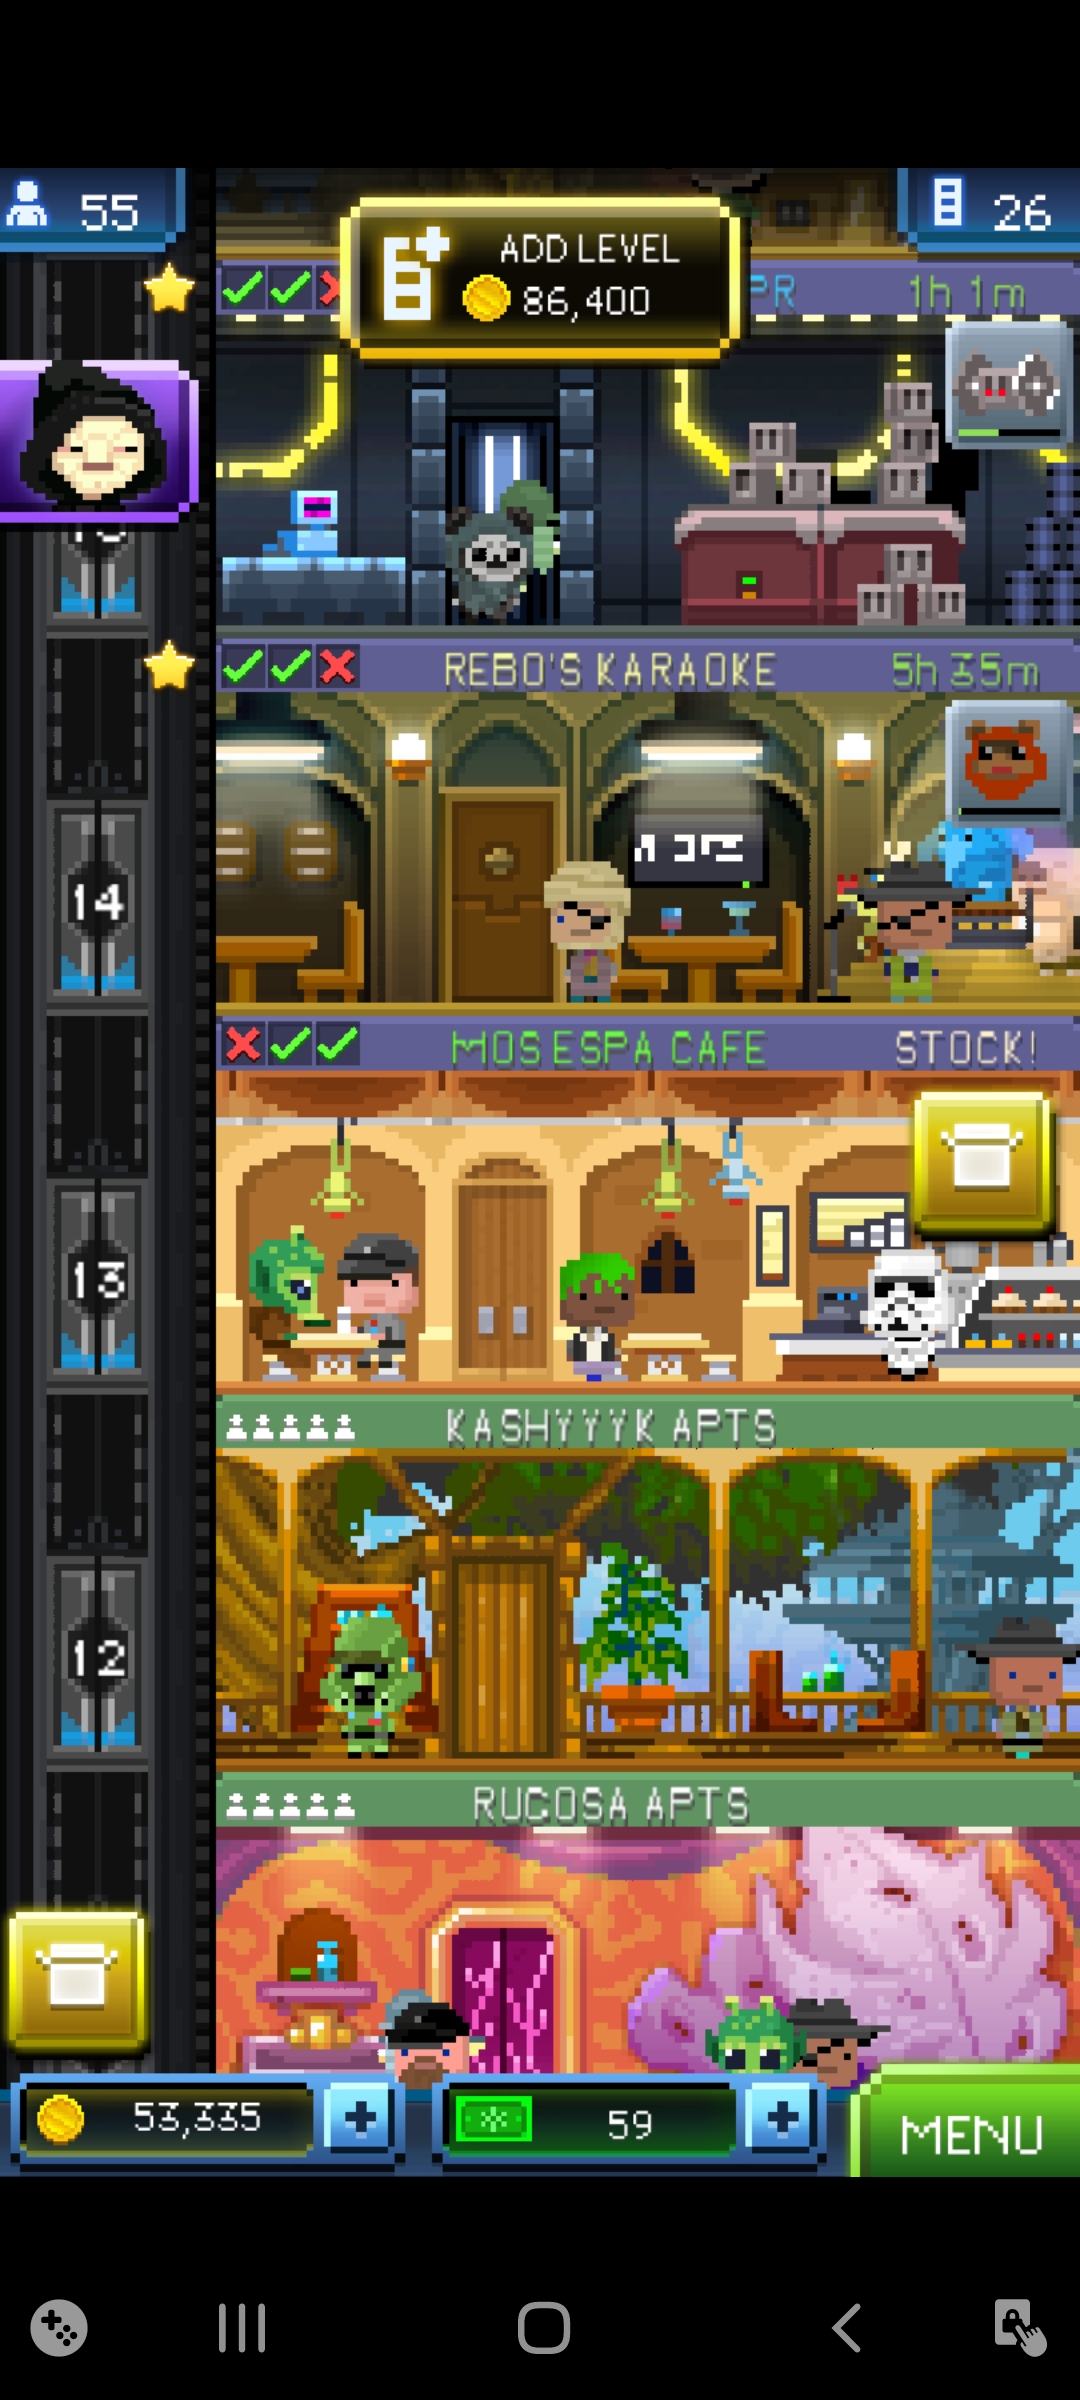 55
26
ADD LEVEL
86,400
PR
1h 1m
REBO'S KARAOKE
5h 35m
14
MOS ESPA CAFE
STOCK!
13
KASHYYYK APTS
12
RUGOSA APTS
53,335
59
MENU